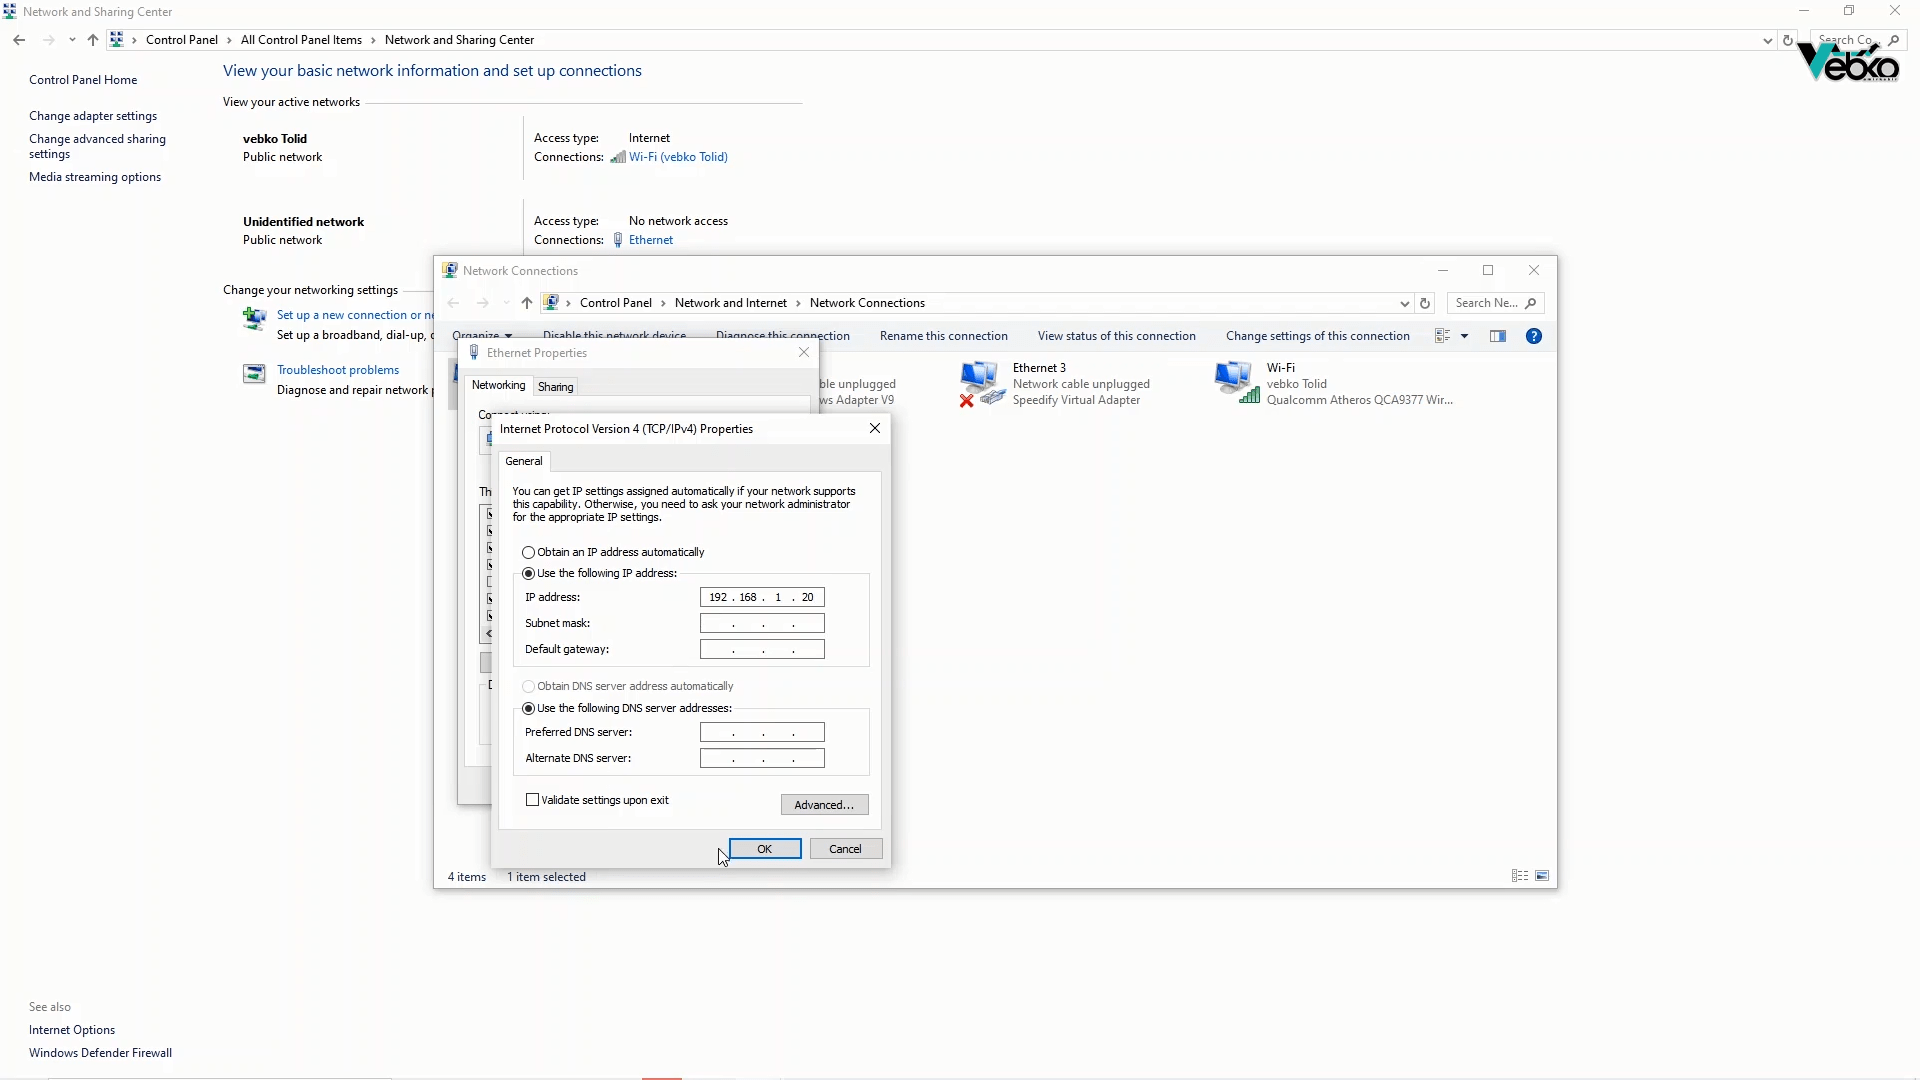 Network and Sharing Center
Control Panel > All Control Panel Items > Network and Sharing Center
Search Co...
Vebko
Control Panel Home
Change adapter settings
Change advanced sharing
settings
Media streaming options
View your basic network information and set up connections
View your active networks
vebko Tolid
Public network
Access type: Internet
Connections: Wi-Fi (vebko Tolid)
Unidentified network
Public network
Access type: No network access
Connections: Ethernet
Change your networking settings
Set up a new connection or ne
Set up a broadband, dial-up, o
Troubleshoot problems
Diagnose and repair network p
Network Connections
Control Panel > Network and Internet > Network Connections
Search Ne...
Organize
Disable this network device
Diagnose this connection
Rename this connection
View status of this connection
Change settings of this connection
ble unplugged
ws Adapter V9
Ethernet 3
Network cable unplugged
Speedify Virtual Adapter
Wi-Fi
vebko Tolid
Qualcomm Atheros QCA9377 Wir...
Ethernet Properties
Networking
Sharing
Connect using:
Th
Internet Protocol Version 4 (TCP/IPv4) Properties
General
You can get IP settings assigned automatically if your network supports
this capability. Otherwise, you need to ask your network administrator
for the appropriate IP settings.
Obtain an IP address automatically
Use the following IP address:
IP address: 192 . 168 . 1 . 20
Subnet mask: . . .
Default gateway: . . .
Obtain DNS server address automatically
Use the following DNS server addresses:
Preferred DNS server: . . .
Alternate DNS server: . . .
Validate settings upon exit
Advanced...
OK
Cancel
4 items
1 item selected
See also
Internet Options
Windows Defender Firewall